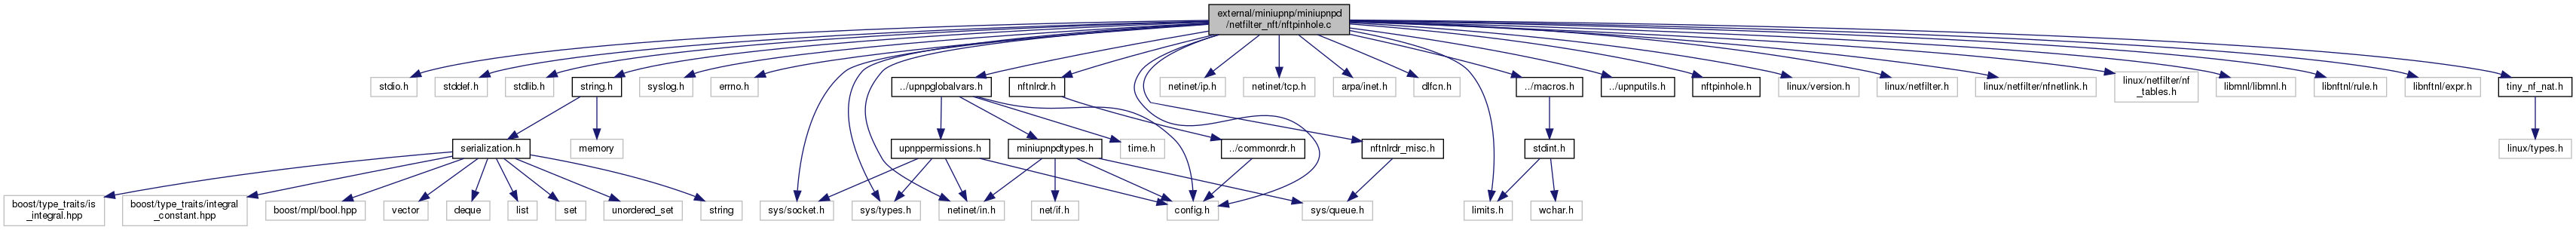 external/miniupnp/miniupnpd
/netfilter_nft/nftpinhole.c
stdio.h
stddef.h
stdlib.h
string.h
syslog.h
errno.h
../upnpglobalvars.h
nftnlrdr.h
netinet/ip.h
netinet/tcp.h
arpa/inet.h
dlfcn.h
../macros.h
../upnputils.h
nftpinhole.h
linux/version.h
linux/netfilter.h
linux/netfilter/nfnetlink.h
linux/netfilter/nf
_tables.h
libmnl/libmnl.h
libnftnl/rule.h
libnftnl/expr.h
tiny_nf_nat.h
serialization.h
memory
upnppermissions.h
miniupnpdtypes.h
time.h
../commonrdr.h
nftnlrdr_misc.h
stdint.h
linux/types.h
boost/type_traits/is
_integral.hpp
boost/type_traits/integral
_constant.hpp
boost/mpl/bool.hpp
vector
deque
list
set
unordered_set
string
sys/socket.h
sys/types.h
netinet/in.h
net/if.h
config.h
sys/queue.h
limits.h
wchar.h